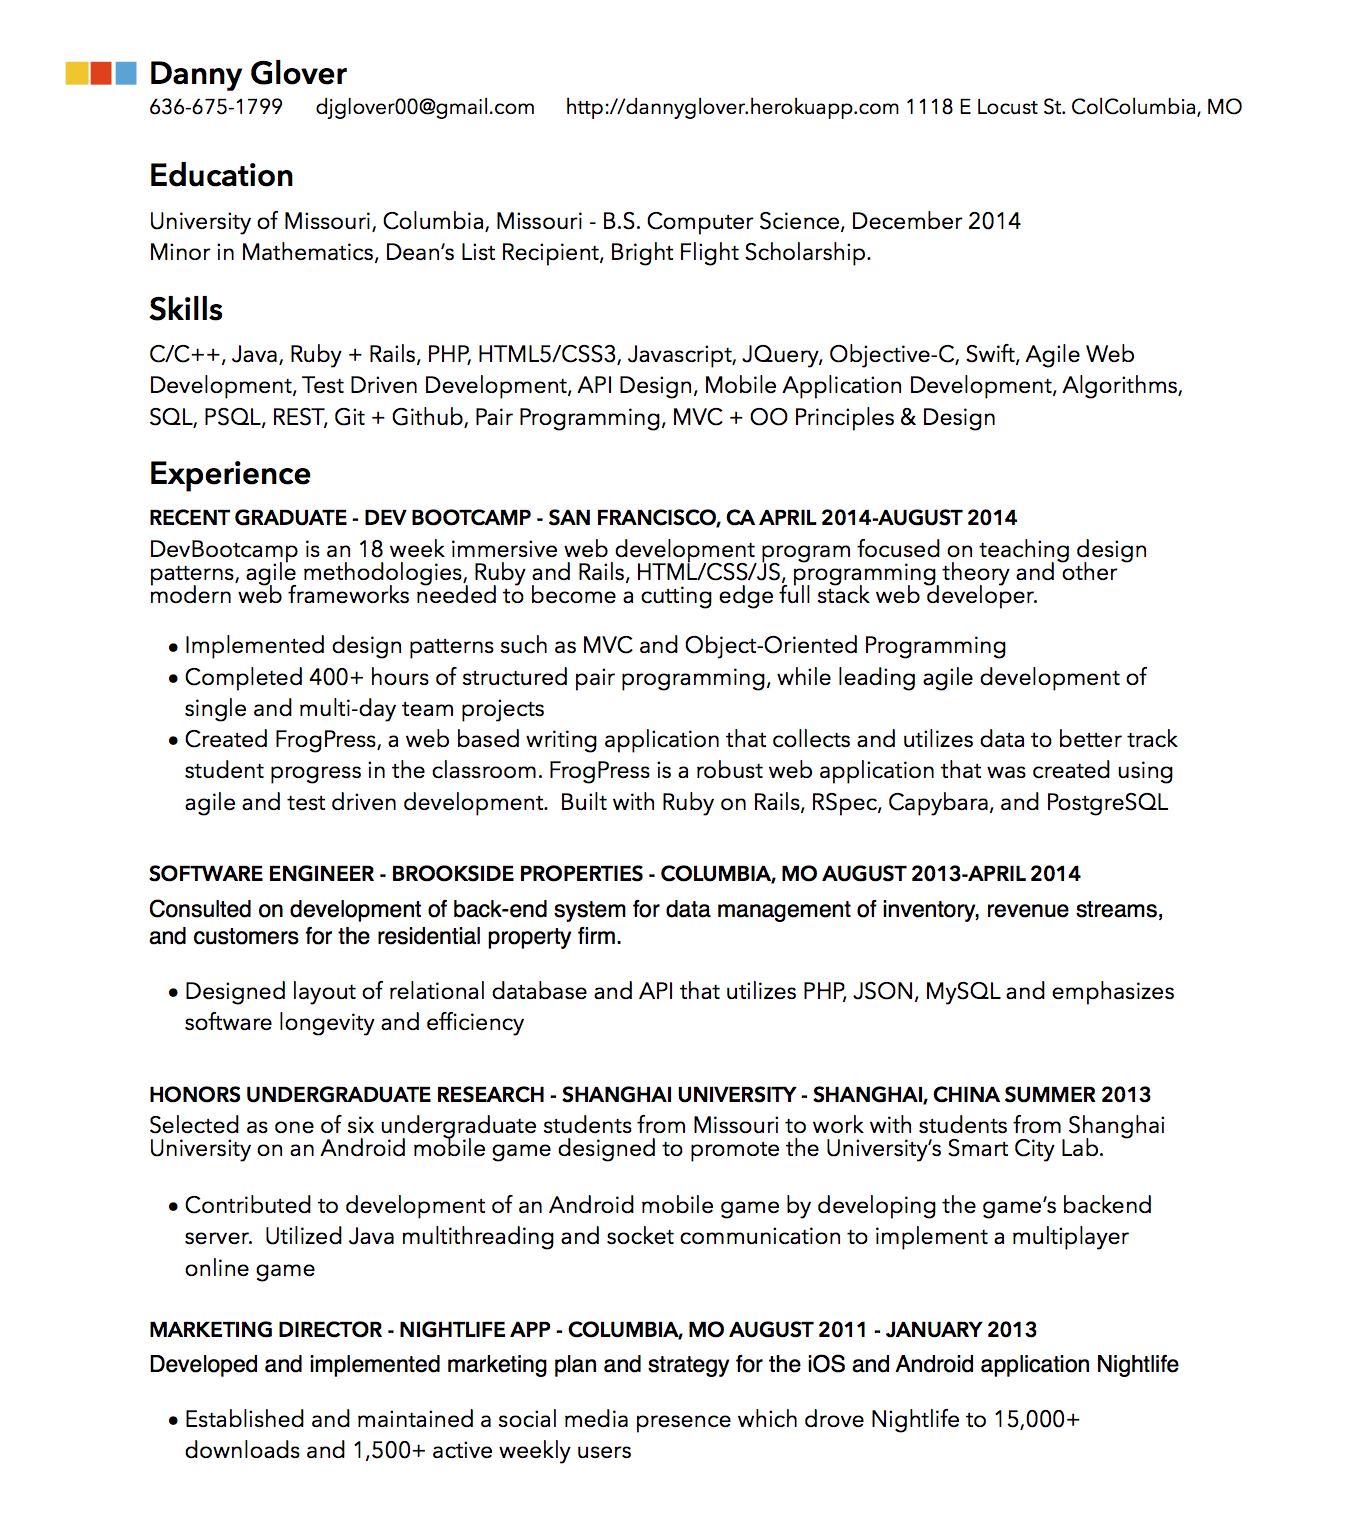 Danny Glover
636-675-1799 djglover00@gmail.com http://dannyglover.herokuapp.com 1118 E Locust St. ColColumbia, MO
Education
University of Missouri, Columbia, Missouri - B.S. Computer Science, December 2014
Minor in Mathematics, Dean’s List Recipient, Bright Flight Scholarship.
Skills
C/C++, Java, Ruby + Rails, PHP, HTML5/CSS3, Javascript, JQuery, Objective-C, Swift, Agile Web
Development, Test Driven Development, API Design, Mobile Application Development, Algorithms,
SQL, PSQL, REST, Git + Github, Pair Programming, MVC + OO Principles & Design
Experience
RECENT GRADUATE - DEV BOOTCAMP - SAN FRANCISCO, CA APRIL 2014-AUGUST 2014
DevBootcamp is an 18 week immersive web development program focused on teaching design
patterns, agile methodologies, Ruby and Rails, HTML/CSS/JS, programming theory and other
modern web frameworks needed to become a cutting edge full stack web developer.
• Implemented design patterns such as MVC and Object-Oriented Programming
• Completed 400+ hours of structured pair programming, while leading agile development of
single and multi-day team projects
• Created FrogPress, a web based writing application that collects and utilizes data to better track
student progress in the classroom. FrogPress is a robust web application that was created using
agile and test driven development. Built with Ruby on Rails, RSpec, Capybara, and PostgreSQL
SOFTWARE ENGINEER - BROOKSIDE PROPERTIES - COLUMBIA, MO AUGUST 2013-APRIL 2014
Consulted on development of back-end system for data management of inventory, revenue streams,
and customers for the residential property firm.
• Designed layout of relational database and API that utilizes PHP, JSON, MySQL and emphasizes
software longevity and efficiency
HONORS UNDERGRADUATE RESEARCH - SHANGHAI UNIVERSITY - SHANGHAI, CHINA SUMMER 2013
Selected as one of six undergraduate students from Missouri to work with students from Shanghai
University on an Android mobile game designed to promote the University’s Smart City Lab.
• Contributed to development of an Android mobile game by developing the game’s backend
server. Utilized Java multithreading and socket communication to implement a multiplayer
online game
MARKETING DIRECTOR - NIGHTLIFE APP - COLUMBIA, MO AUGUST 2011 - JANUARY 2013
Developed and implemented marketing plan and strategy for the iOS and Android application Nightlife
• Established and maintained a social media presence which drove Nightlife to 15,000+
downloads and 1,500+ active weekly users